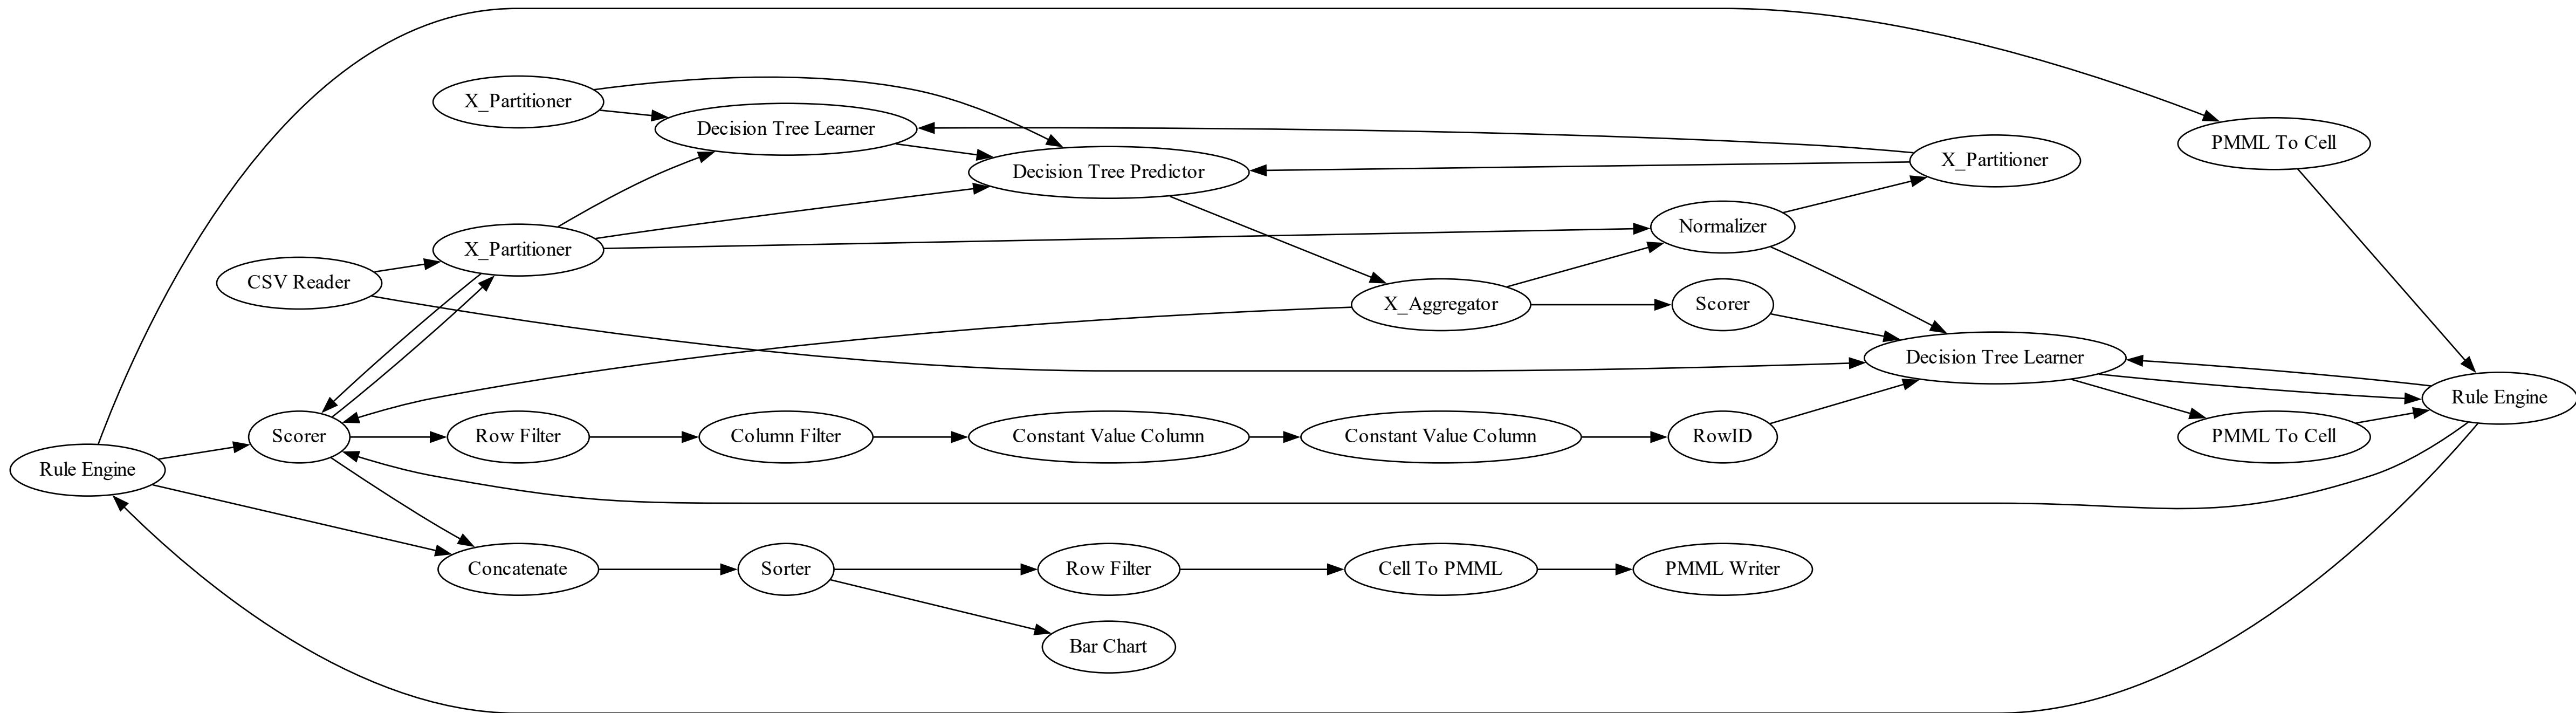 X_Partitioner
Decision Tree Learner
PMML To Cell
X_Partitioner
Decision Tree Predictor
Normalizer
X_Partitioner
CSV Reader
X_Aggregator
Scorer
Decision Tree Learner
Rule Engine
Scorer
Row Filter
Column Filter
Constant Value Column
Constant Value Column
RowID
PMML To Cell
Rule Engine
Concatenate
Sorter
Row Filter
Cell To PMML
PMML Writer
Bar Chart